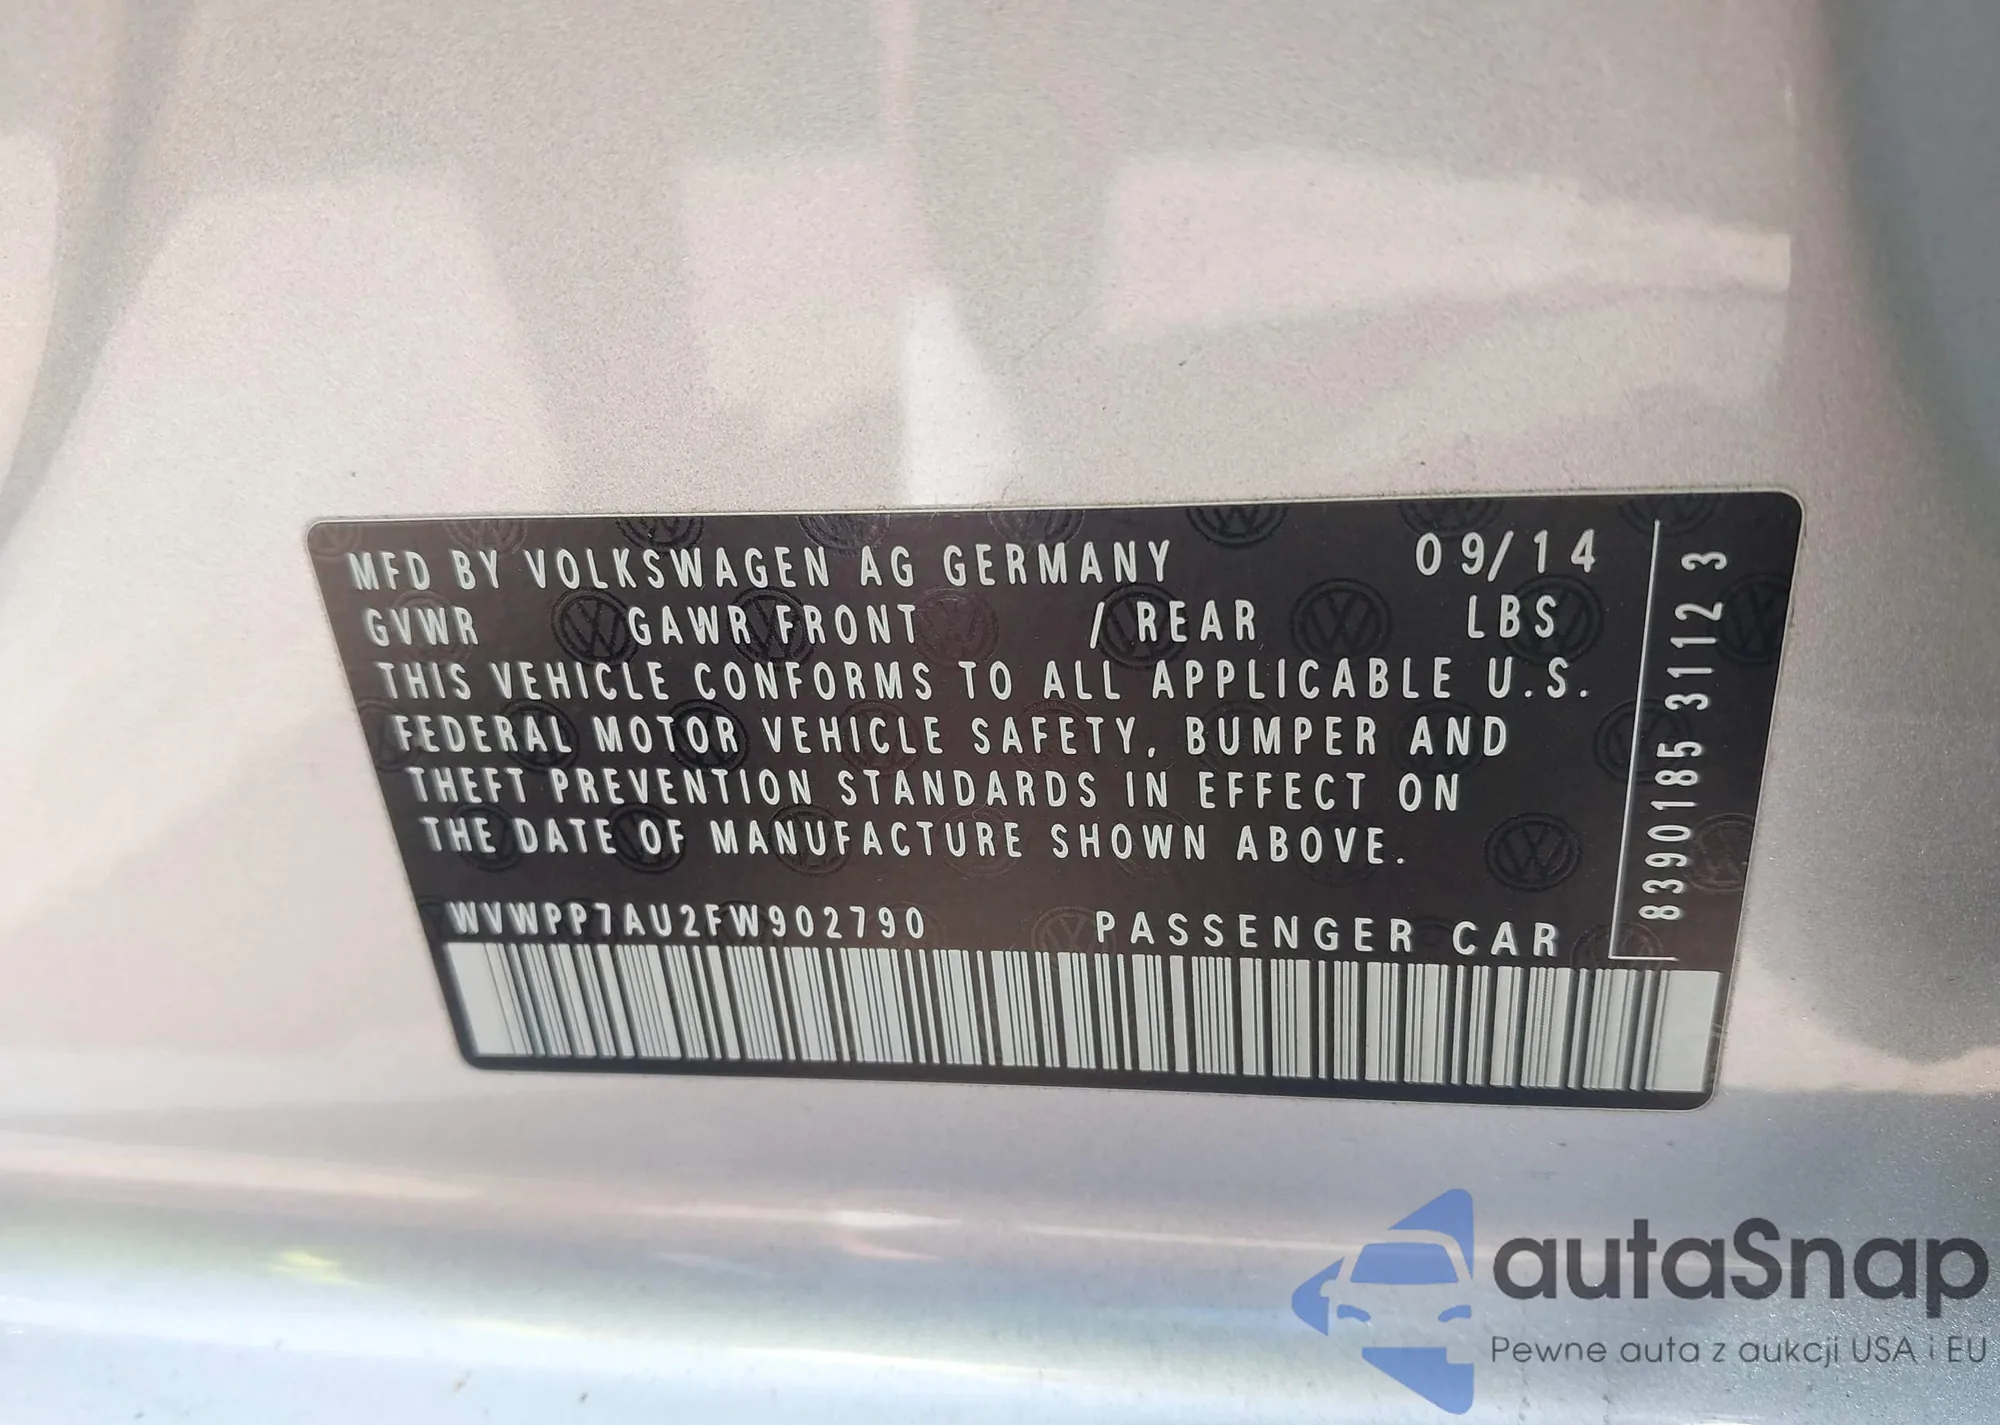 MFD BY VOLKSWAGEN AG GERMANY 09/14
GVWR GAWR FRONT / REAR LBS
THIS VEHICLE CONFORMS TO ALL APPLICABLE U.S.
FEDERAL MOTOR VEHICLE SAFETY, BUMPER AND
THEFT PREVENTION STANDARDS IN EFFECT ON
THE DATE OF MANUFACTURE SHOWN ABOVE.
WVWPP7AU2FW902790 PASSENGER CAR
8390185 3112 3
autaSnap
Pewne auta z aukcji USA i EU